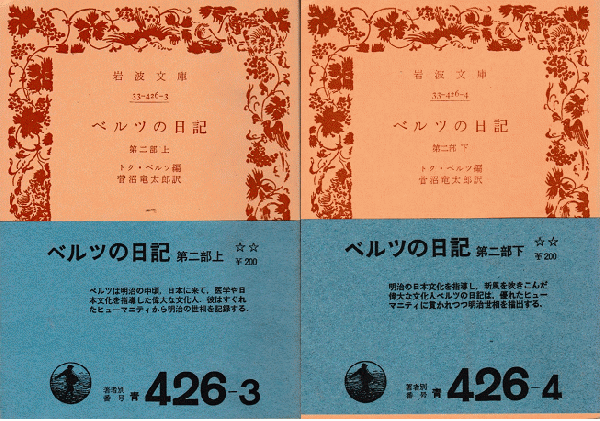 岩波文庫
33-426-3
ベルツの日記
第二部 上
トク・ベルツ編
菅沼竜太郎訳
ベルツの日記 第二部上 ☆☆
￥200
ベルツは明治の中頃，日本に来て，医学や日
本文化を指導した偉大な文化人，彼はすぐれ
たヒューマニティから明治の世相を記録する．
著者別
番号 青 426-3
岩波文庫
33-426-4
ベルツの日記
第二部 下
トク・ベルツ編
菅沼竜太郎訳
ベルツの日記 第二部下 ☆☆
￥200
明治の日本文化を指導し，新風を吹きこんだ
偉大な文化人ベルツの日記は，優れたヒュー
マニティに貫かれつつ明治世相を描出する．
著者別
番号 青 426-4